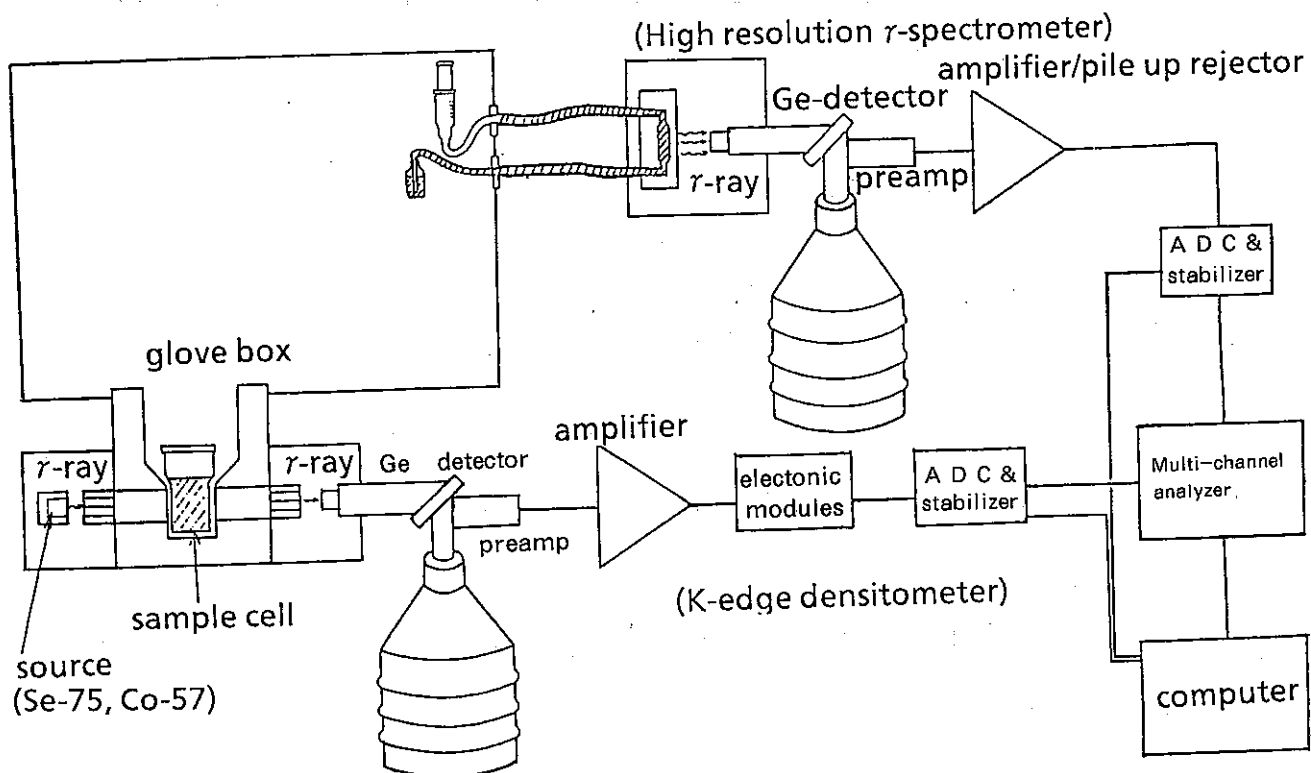 (High resolution γ-spectrometer)
amplifier/pile up rejector
Ge-detector
γ-ray
preamp
A D C &
stabilizer
glove box
γ-ray
γ-ray
Ge detector
preamp
amplifier
electonic
modules
A D C &
stabilizer
Multi-channel
analyzer
(K-edge densitometer)
sample cell
source
(Se-75, Co-57)
computer